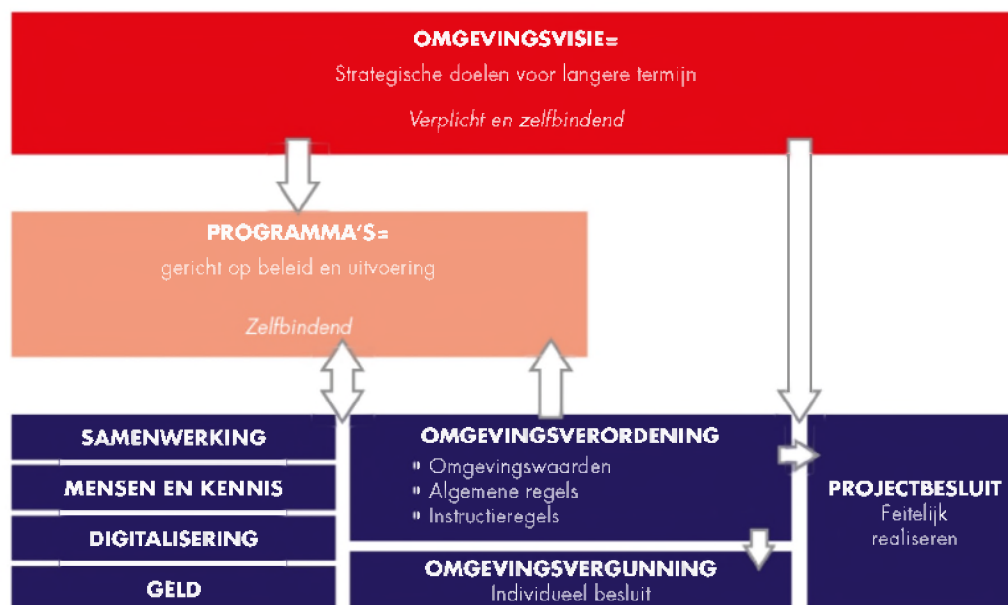 OMGEVINGSVISIE=
Strategische doelen voor langere termijn
Verplicht en zelfbindend
PROGRAMMA'S=
gericht op beleid en uitvoering
Zelfbindend
SAMENWERKING
MENSEN EN KENNIS
DIGITALISERING
GELD
OMGEVINGSVERORDENING
Omgevingswaarden
Algemene regels
Instructieregels
OMGEVINGSVERGUNNING
Individueel besluit
PROJECTBESLUIT
Feitelijk
realiseren